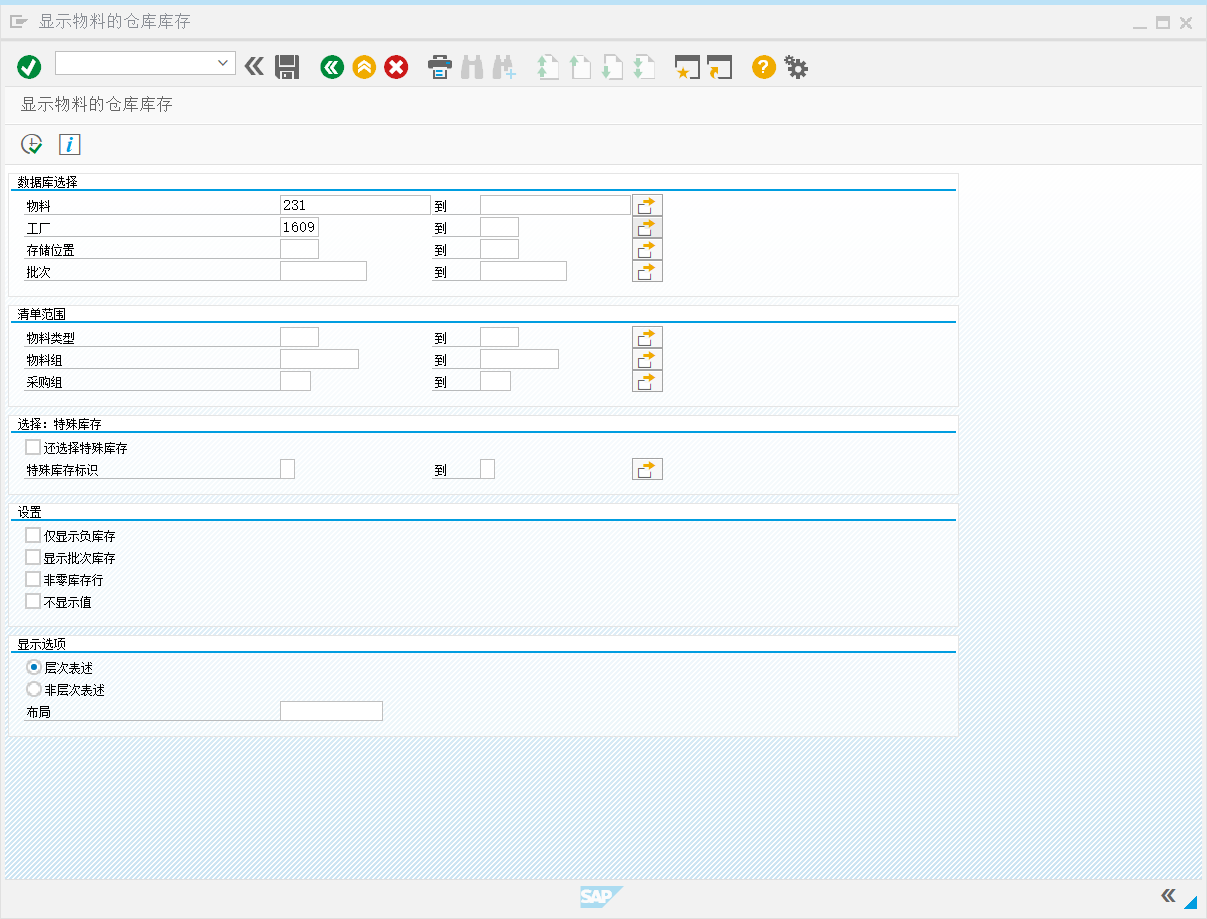 显示物料的仓库库存
显示物料的仓库库存
i
数据库选择
物料 231 到
工厂 1609 到
存储位置 到
批次 到
清单范围
物料类型 到
物料组 到
采购组 到
选择：特殊库存
还选择特殊库存
特殊库存标识 到
设置
仅显示负库存
显示批次库存
非零库存行
不显示值
显示选项
层次表述
非层次表述
布局
SAP